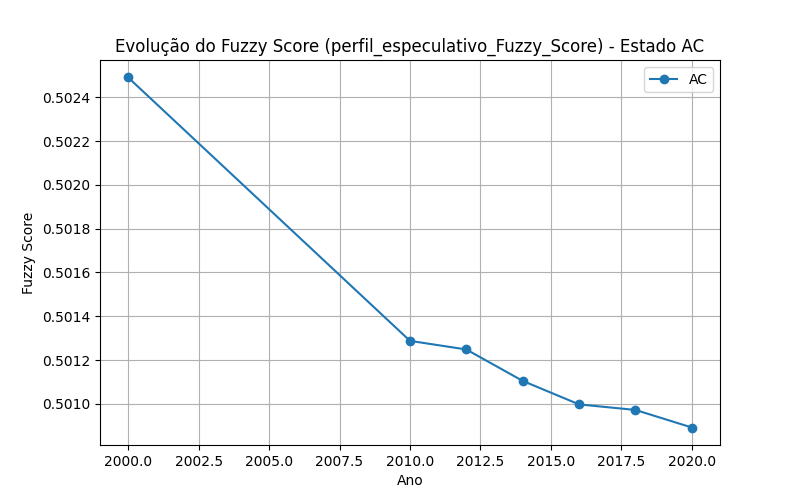 Evolução do Fuzzy Score (perfil_especulativo_Fuzzy_Score) - Estado AC
AC
Fuzzy Score
0.5024
0.5022
0.5020
0.5018
0.5016
0.5014
0.5012
0.5010
2000.0 2002.5 2005.0 2007.5 2010.0 2012.5 2015.0 2017.5 2020.0
Ano